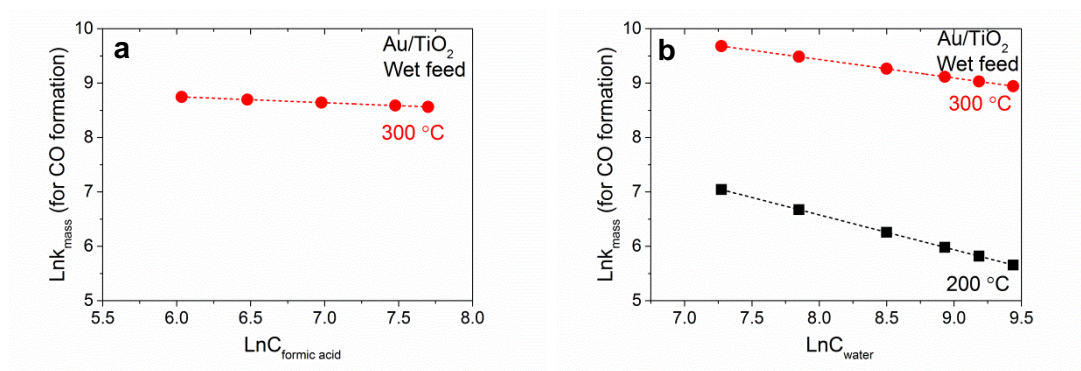 a
Au/TiO2
Wet feed
300 °C
10
9
8
7
6
5
5.5 6.0 6.5 7.0 7.5 8.0
Lnkmass (for CO formation)
LnCformic acid
b
Au/TiO2
Wet feed
300 °C
200 °C
10
9
8
7
6
5
7.0 7.5 8.0 8.5 9.0 9.5
Lnkmass (for CO formation)
LnCwater